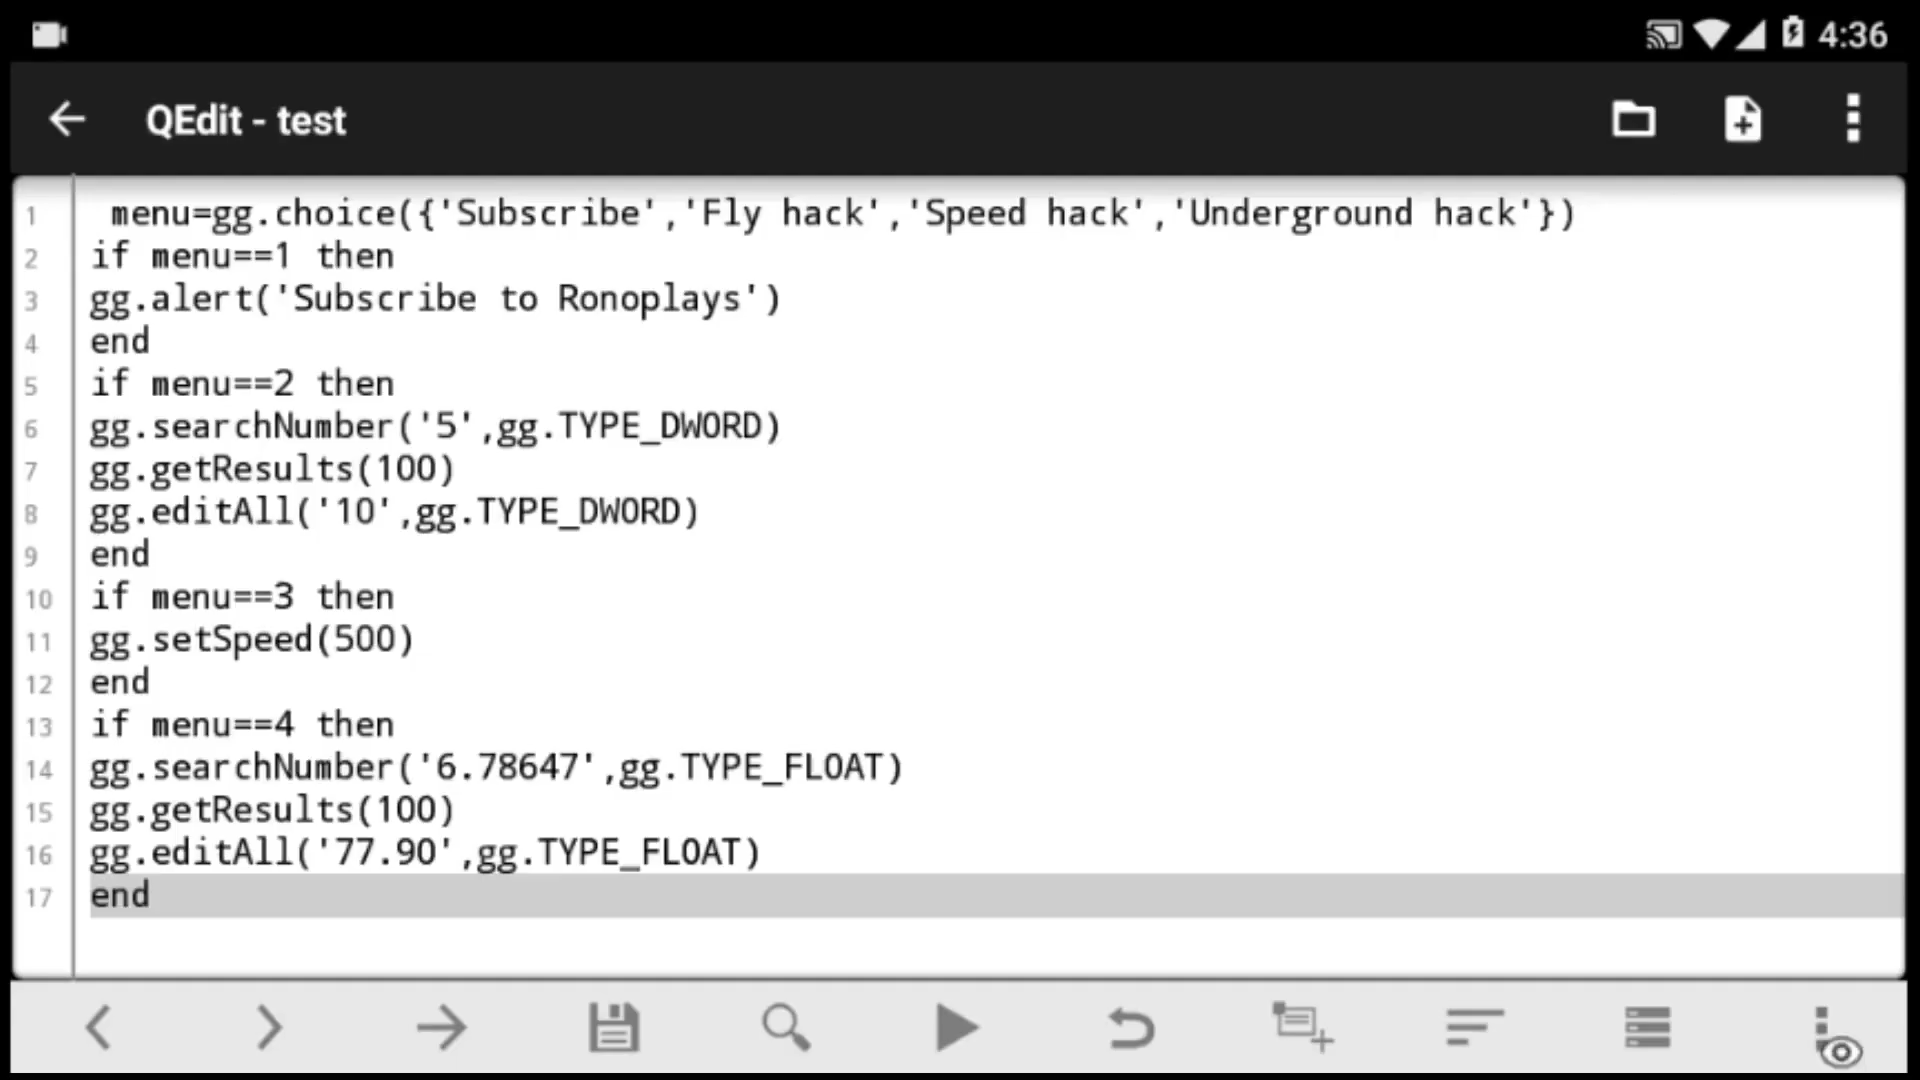 4:36
QEdit - test
1 menu=gg.choice({'Subscribe','Fly hack','Speed hack','Underground hack'})
2 if menu==1 then
3 gg.alert('Subscribe to Ronoplays')
4 end
5 if menu==2 then
6 gg.searchNumber('5',gg.TYPE_DWORD)
7 gg.getResults(100)
8 gg.editAll('10',gg.TYPE_DWORD)
9 end
10 if menu==3 then
11 gg.setSpeed(500)
12 end
13 if menu==4 then
14 gg.searchNumber('6.78647',gg.TYPE_FLOAT)
15 gg.getResults(100)
16 gg.editAll('77.90',gg.TYPE_FLOAT)
17 end